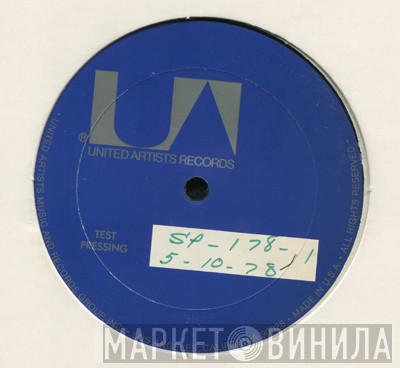 UA
® UNITED ARTISTS RECORDS
TEST
PRESSING
SP-178-1
5-10-78
• UNITED ARTISTS MUSIC AND RECORDS GROUP INC.
• MADE IN U.S.A. • ALL RIGHTS RESERVED •
МАРКЕТ ВИНИЛА